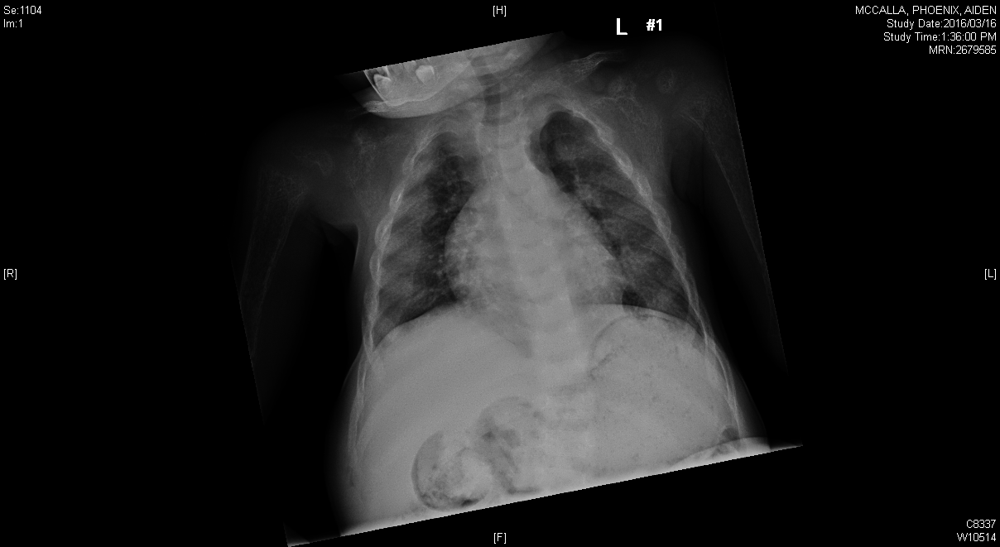 Se:1104
Im:1
[H]
L #1
MCCALLA, PHOENIX, AIDEN
Study Date:2016/03/16
Study Time:1:36:00 PM
MRN:2679585
[R]
[L]
[F]
C8337
W10514